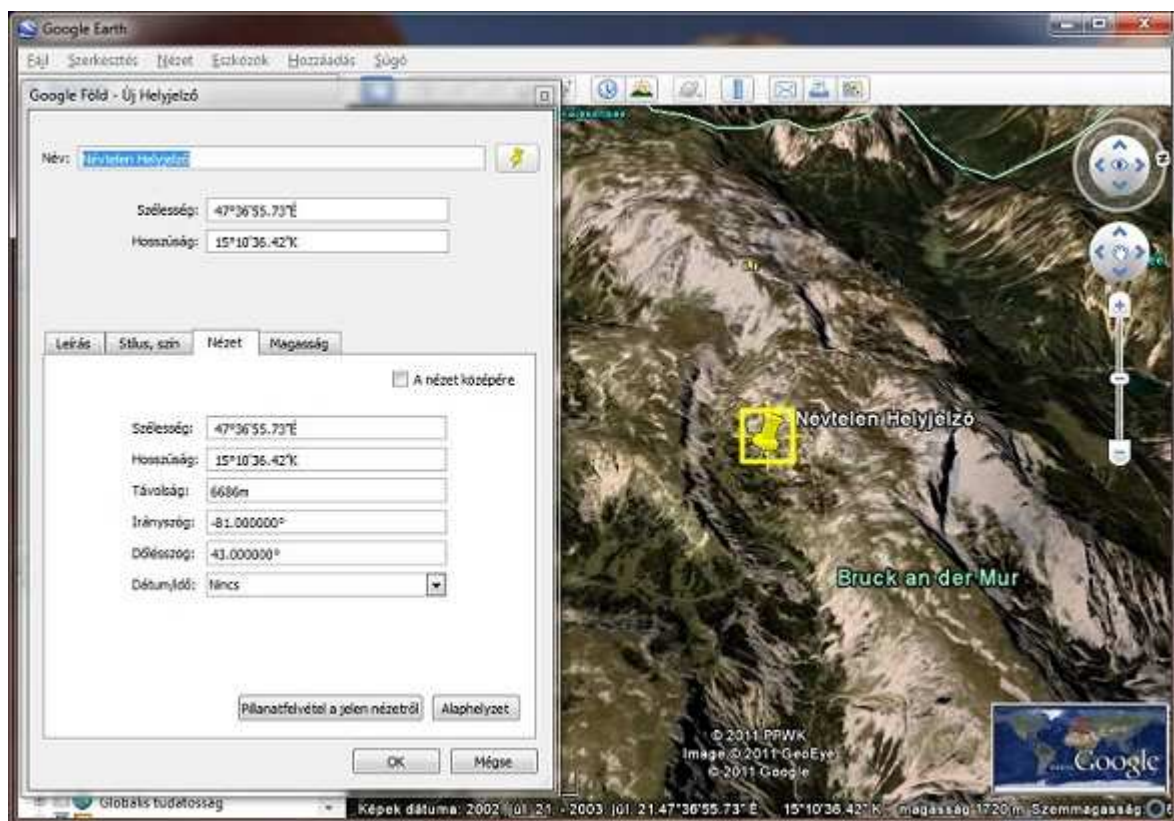 Google Earth
Fájl Szerkesztés Nézet Eszközök Hozzáadás Súgó
Google Föld - Új Helyjelző
Név: Névtelen Helyjelző
Szélesség: 47°36'55.73"É
Hosszúság: 15°10'36.42"K
Leírás Stílus, szín Nézet Magasság
A nézet középére
Szélesség: 47°36'55.73"É
Hosszúság: 15°10'36.42"K
Távolság: 6686m
Irányszög: -81.000000°
Dőlésszög: 43.000000°
Dátum/idő: Nincs
Pillanatfelvétel a jelen nézetről Alaphelyzet
OK Mégse
Névtelen Helyjelző
Bruck an der Mur
© 2011 PPWK
Image © 2011 GeoEye
© 2011 Google
Google
Globális tudatosság
Képek dátuma: 2002. júl. 21. - 2003. júl. 21. 47°36'55.73" É 15°10'36.42" K magasság 1720 m Szemmagasság: